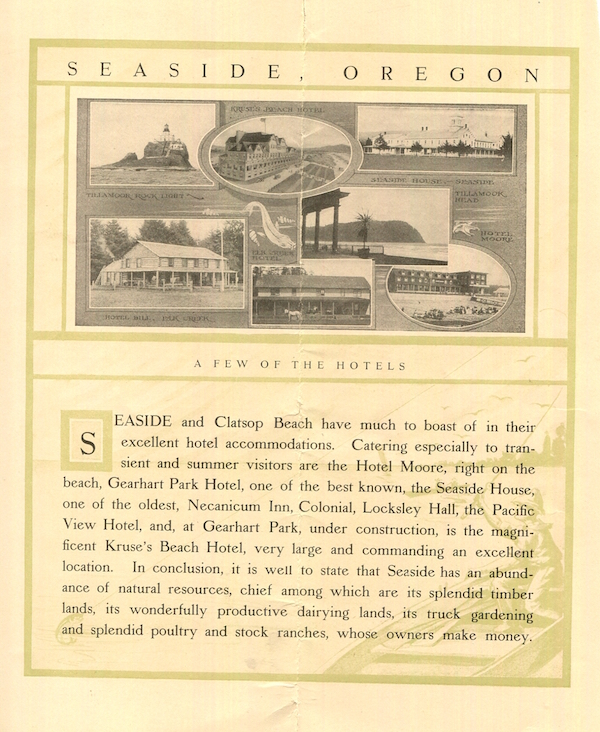 SEASIDE, OREGON
KRUSE'S BEACH HOTEL
SEASIDE HOUSE, SEASIDE
TILLAMOOK ROCK LIGHT
TILLAMOOK
HEAD
HOTEL
MOORE
ELK CREEK
HOTEL
HOTEL BILL
A FEW OF THE HOTELS
SEASIDE and Clatsop Beach have much to boast of in their
excellent hotel accommodations. Catering especially to tran-
sient and summer visitors are the Hotel Moore, right on the
beach, Gearhart Park Hotel, one of the best known, the Seaside House,
one of the oldest, Necanicum Inn, Colonial, Locksley Hall, the Pacific
View Hotel, and, at Gearhart Park, under construction, is the magni-
ficent Kruse's Beach Hotel, very large and commanding an excellent
location. In conclusion, it is well to state that Seaside has an abund-
ance of natural resources, chief among which are its splendid timber
lands, its wonderfully productive dairying lands, its truck gardening
and splendid poultry and stock ranches, whose owners make money.